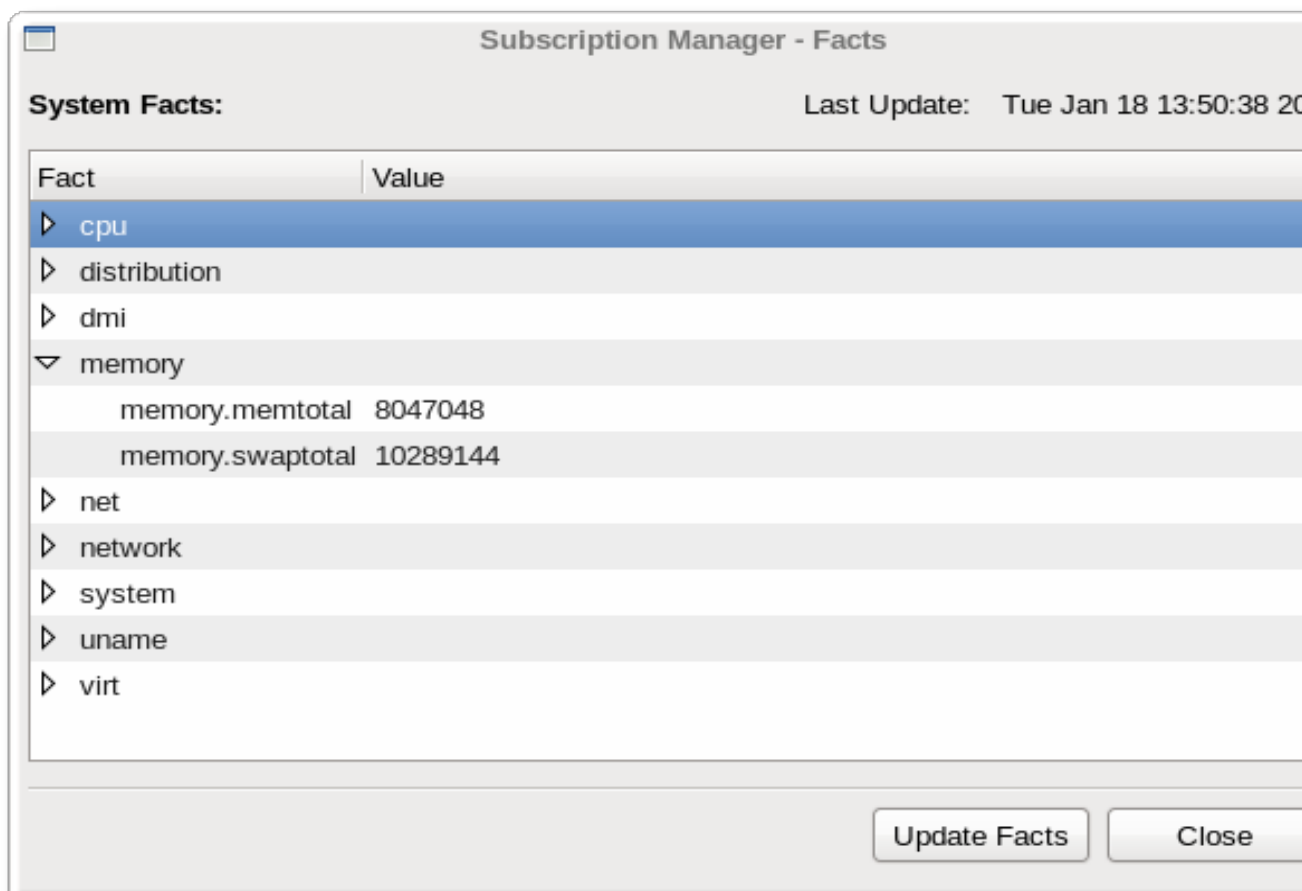 Subscription Manager - Facts
System Facts: Last Update: Tue Jan 18 13:50:38 20
Fact Value
cpu
distribution
dmi
memory
memory.memtotal 8047048
memory.swaptotal 10289144
net
network
system
uname
virt
Update Facts Close